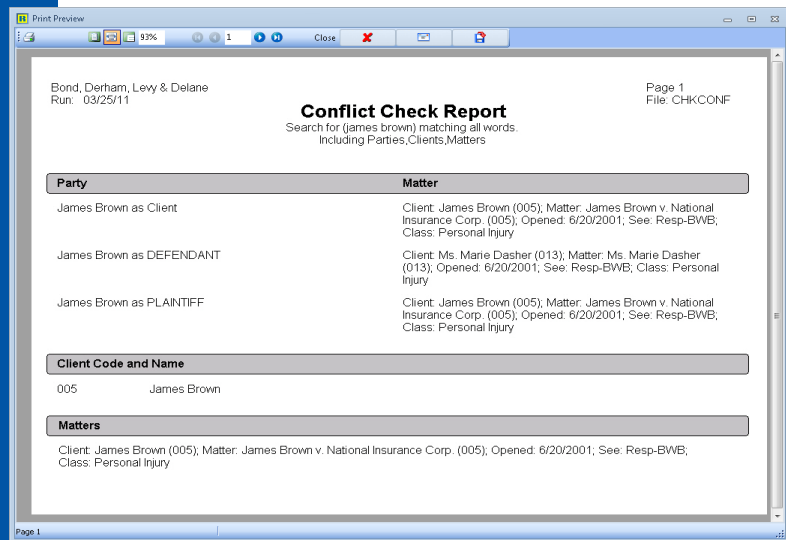 Print Preview
93%
1
Close
Bond, Derham, Levy & Delane
Page 1
Run: 03/25/11
File: CHKCONF
Conflict Check Report
Search for (james brown) matching all words.
Including Parties,Clients,Matters
Party
Matter
James Brown as Client
Client: James Brown (005); Matter: James Brown v. National
Insurance Corp. (005); Opened: 6/20/2001; See: Resp-BWB;
Class: Personal Injury
James Brown as DEFENDANT
Client: Ms. Marie Dasher (013); Matter: Ms. Marie Dasher
(013); Opened: 6/20/2001; See: Resp-BWB; Class: Personal
Injury
James Brown as PLAINTIFF
Client: James Brown (005); Matter: James Brown v. National
Insurance Corp. (005); Opened: 6/20/2001; See: Resp-BWB;
Class: Personal Injury
Client Code and Name
005 James Brown
Matters
Client: James Brown (005); Matter: James Brown v. National Insurance Corp. (005); Opened: 6/20/2001; See: Resp-BWB;
Class: Personal Injury
Page 1